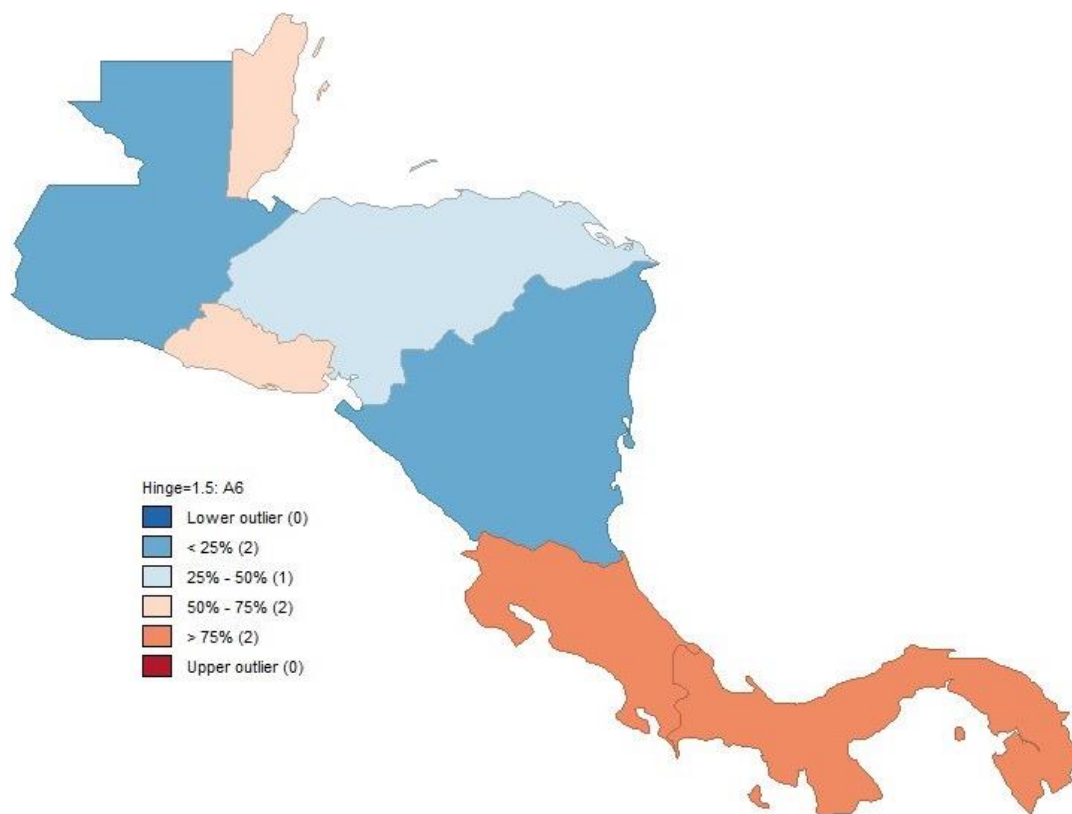 Hinge=1.5: A6
Lower outlier (0)
< 25% (2)
25% - 50% (1)
50% - 75% (2)
> 75% (2)
Upper outlier (0)